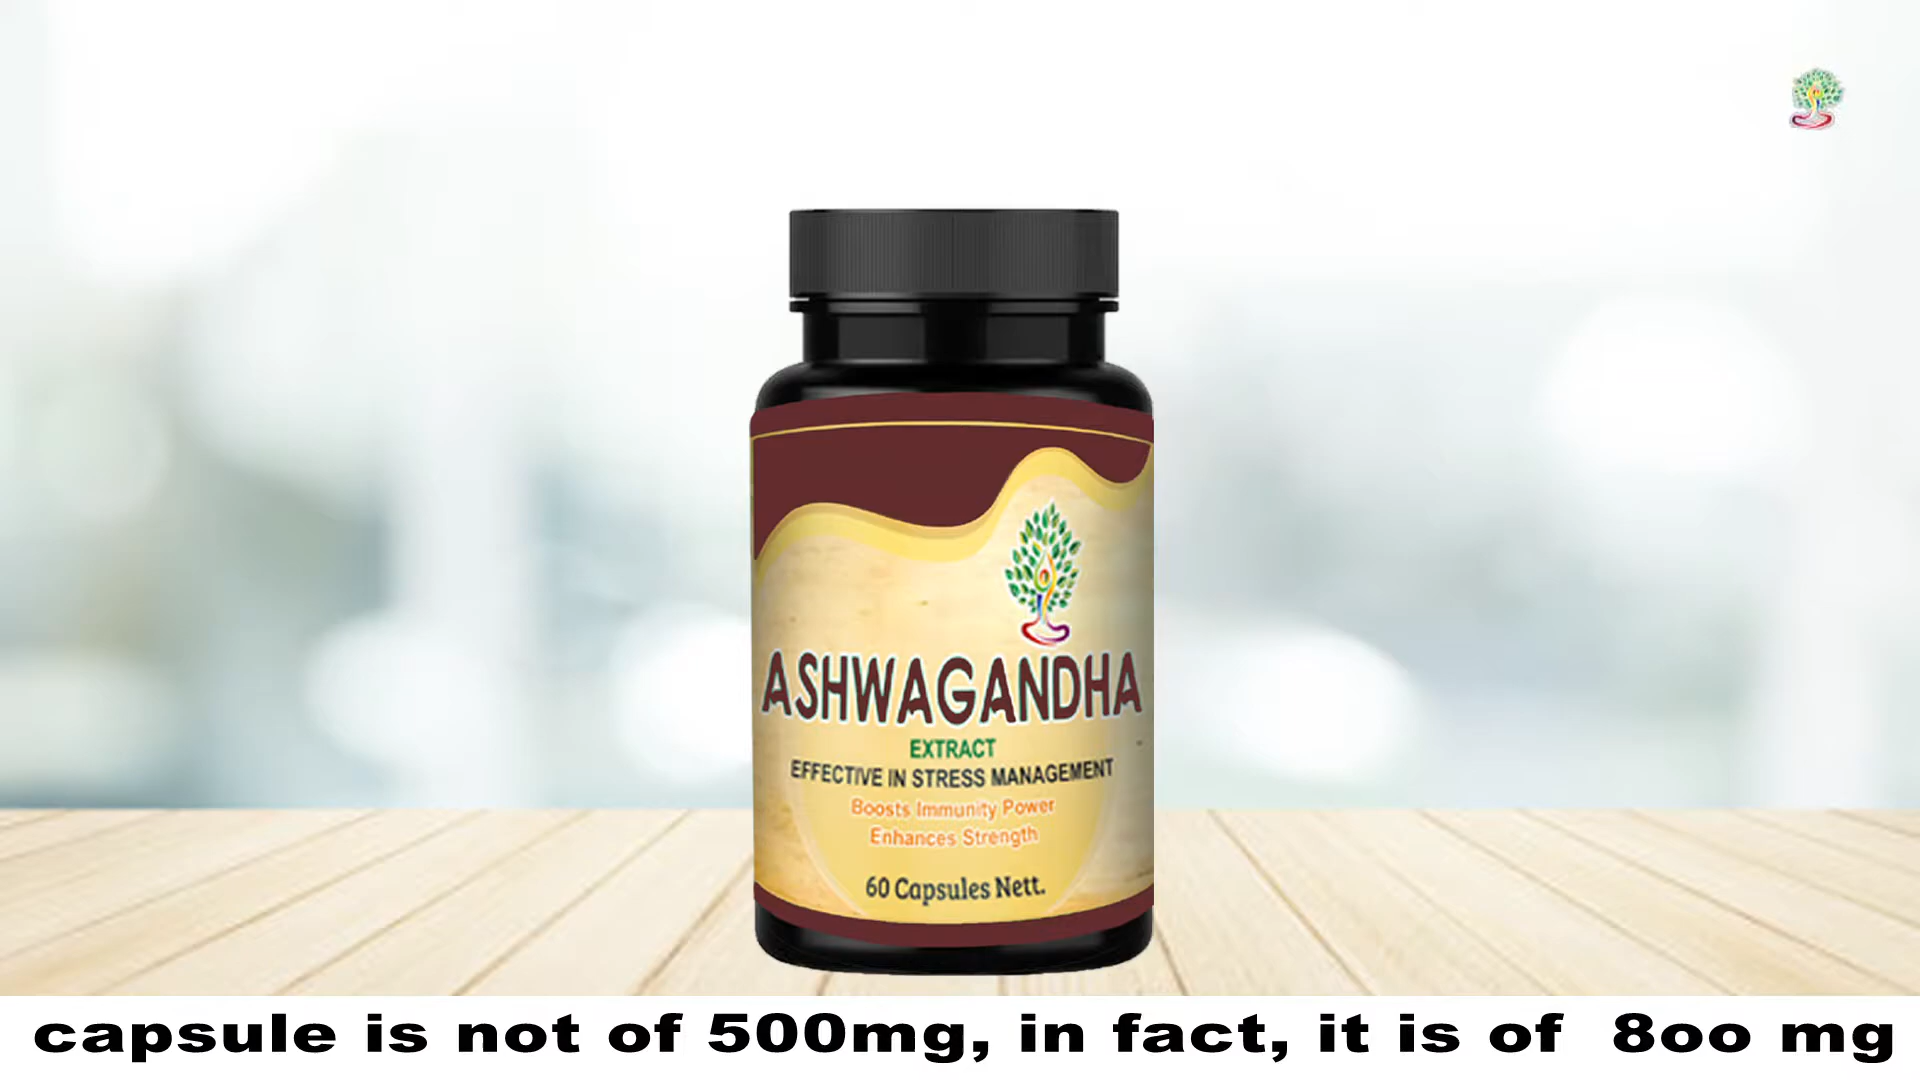 ASHWAGANDHA
EXTRACT
EFFECTIVE IN STRESS MANAGEMENT
Boosts Immunity Power
Enhances Strength
60 Capsules Nett.
capsule is not of 500mg, in fact, it is of 8oo mg